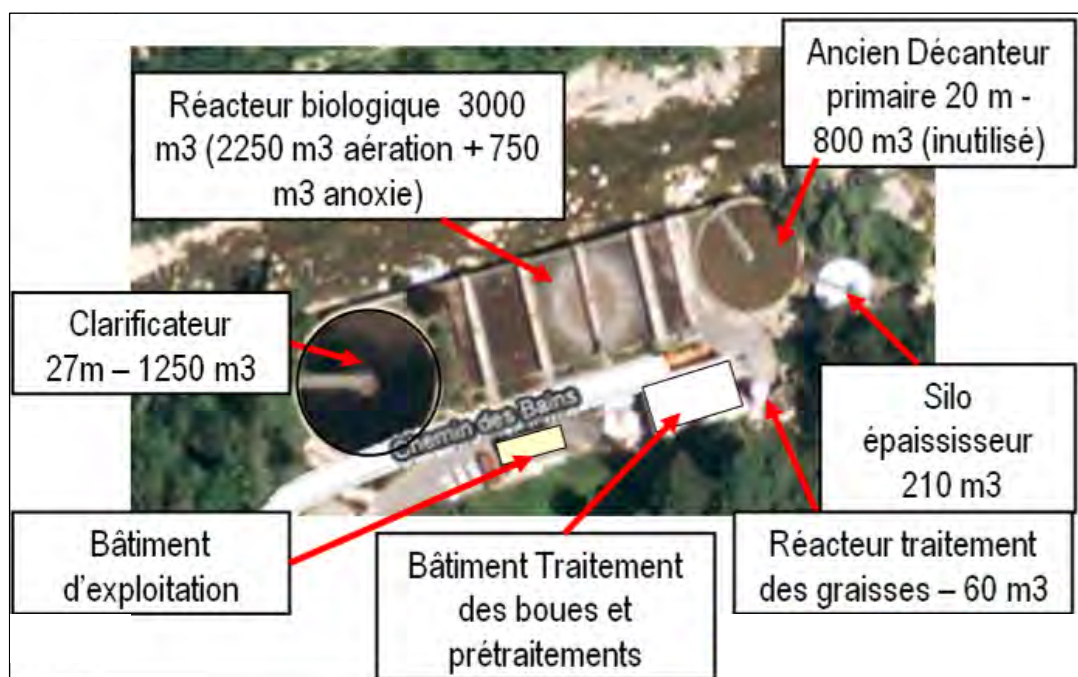 Réacteur biologique 3000
m3 (2250 m3 aération + 750
m3 anoxie)
Ancien Décanteur
primaire 20 m -
800 m3 (inutilisé)
Clarificateur
27m – 1250 m3
Chemin des Bains
Silo
épaississeur
210 m3
Bâtiment
d'exploitation
Bâtiment Traitement
des boues et
prétraitements
Réacteur traitement
des graisses – 60 m3